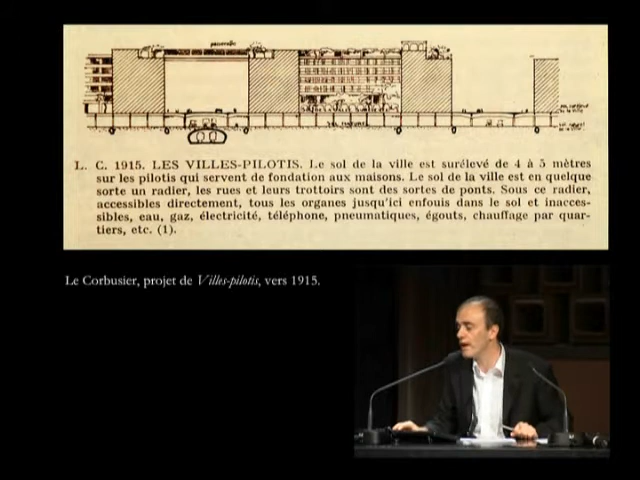 passerelle
L. C. 1915. LES VILLES-PILOTIS. Le sol de la ville est surélevé de 4 à 5 mètres
sur les pilotis qui servent de fondation aux maisons. Le sol de la ville est en quelque
sorte un radier, les rues et leurs trottoirs sont des sortes de ponts. Sous ce radier,
accessibles directement, tous les organes jusqu'ici enfouis dans le sol et inacces-
sibles, eau, gaz, électricité, téléphone, pneumatiques, égouts, chauffage par quar-
tiers, etc. (1).
Le Corbusier, projet de Villes-pilotis, vers 1915.